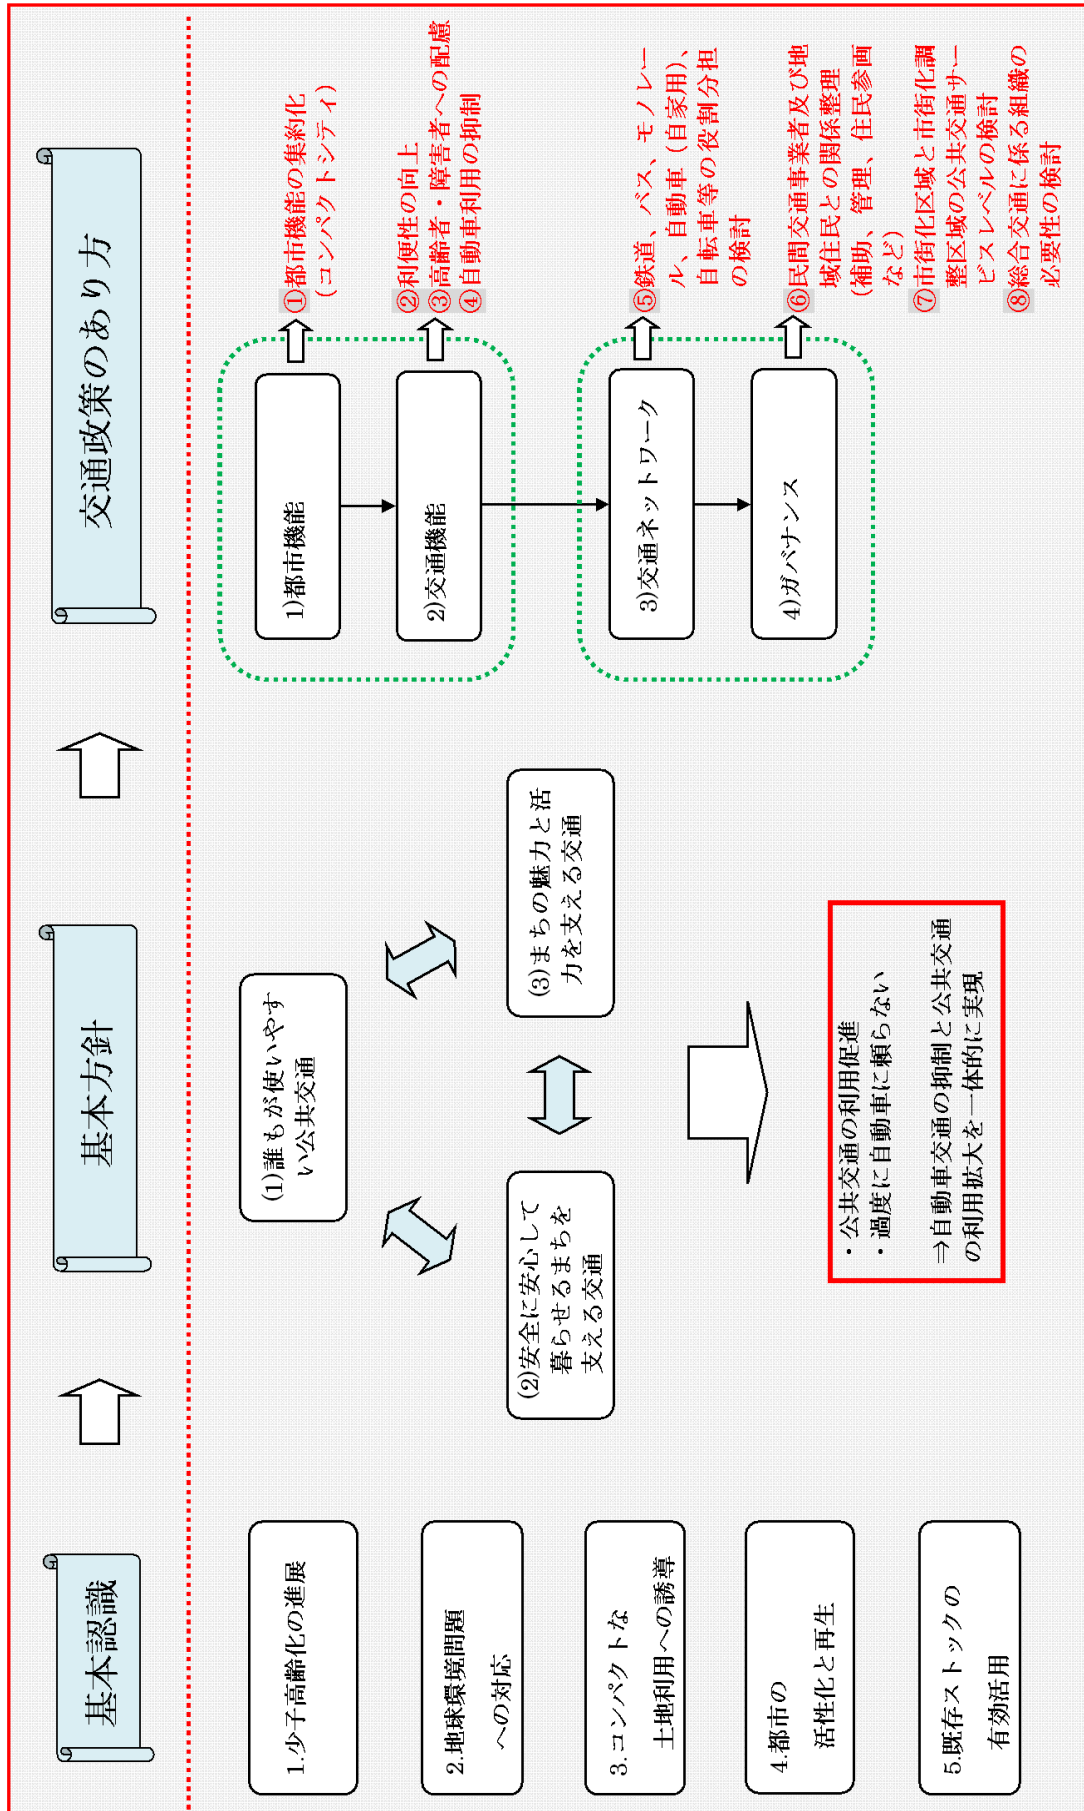 基本認識
基本方針
交通政策のあり方
1.少子高齢化の進展
2.地球環境問題
への対応
3.コンパクトな
土地利用への誘導
4.都市の
活性化と再生
5.既存ストックの
有効活用
(1)誰もが使いやす
い公共交通
(2)安全に安心して
暮らせるまちを
支える交通
(3)まちの魅力と活
力を支える交通
・公共交通の利用促進
・過度に自動車に頼らない
⇒自動車交通の抑制と公共交通
の利用拡大を一体的に実現
1)都市機能
2)交通機能
3)交通ネットワーク
4)ガバナンス
①都市機能の集約化
(コンパクトシティ)
②利便性の向上
③高齢者・障害者への配慮
④自動車利用の抑制
⑤鉄道、バス、モノレー
ル、自動車（自家用）、
自転車等の役割分担
の検討
⑥民間交通事業者及び地
域住民との関係整理
(補助、管理、住民参画
など)
⑦市街化区域と市街化調
整区域の公共交通サー
ビスレベルの検討
⑧総合交通に係る組織の
必要性の検討